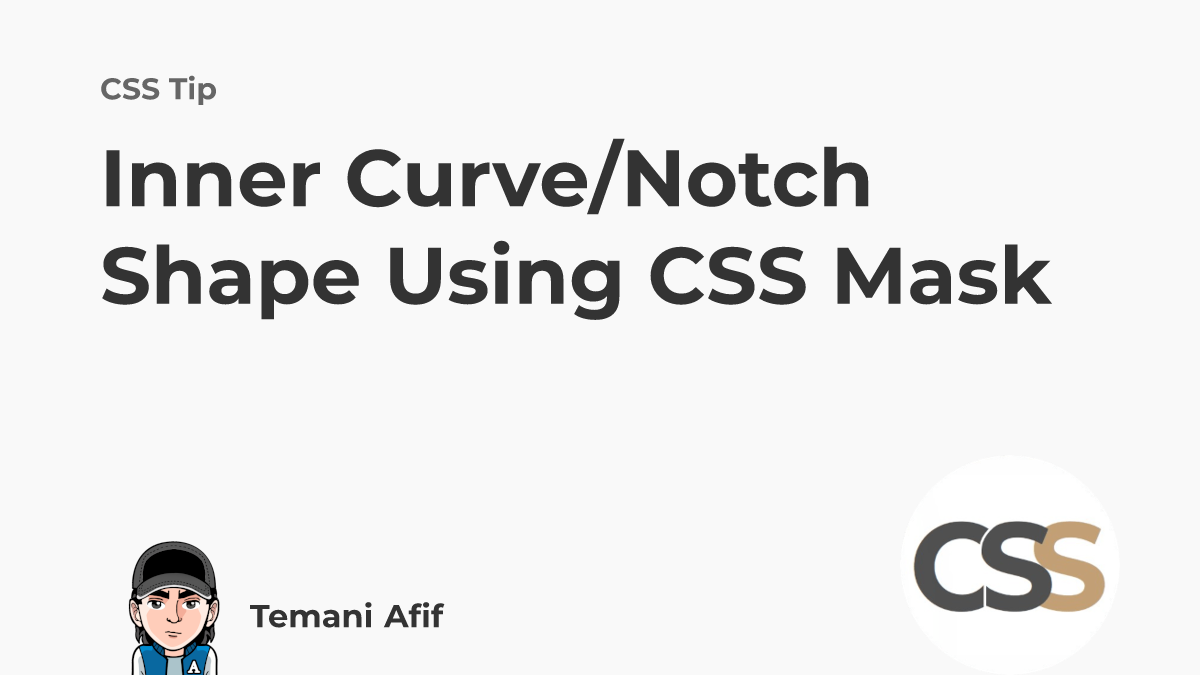 CSS Tip
Inner Curve/Notch
Shape Using CSS Mask
A
Temani Afif
CSS